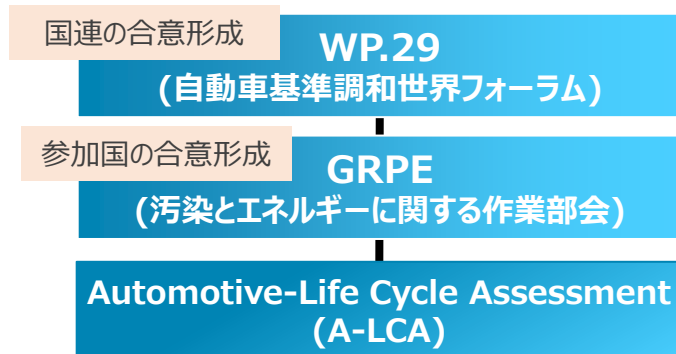 国連の合意形成
WP.29
(自動車基準調和世界フォーラム)
参加国の合意形成
GRPE
(汚染とエネルギーに関する作業部会)
Automotive-Life Cycle Assessment
(A-LCA)